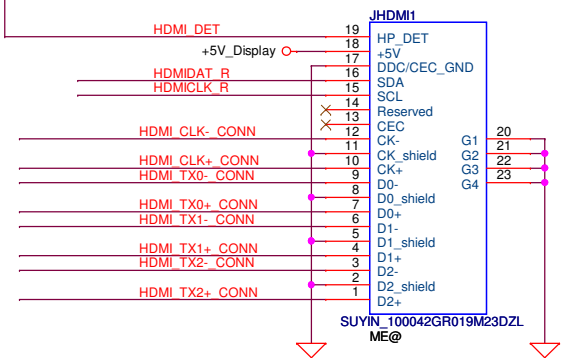 JHDMI1
HDMI_DET 19 HP_DET
+5V_Display 18 +5V
17 DDC/CEC_GND
HDMIDAT_R 16 SDA
HDMICLK_R 15 SCL
14 Reserved
13 CEC
HDMI_CLK-_CONN 12 CK- G1 20
11 CK_shield G2 21
HDMI_CLK+_CONN 10 CK+ G3 22
HDMI_TX0-_CONN 9 D0- G4 23
8 D0_shield
HDMI_TX0+_CONN 7 D0+
HDMI_TX1-_CONN 6 D1-
5 D1_shield
HDMI_TX1+_CONN 4 D1+
HDMI_TX2-_CONN 3 D2-
2 D2_shield
HDMI_TX2+_CONN 1 D2+
SUYIN_100042GR019M23DZL
ME@